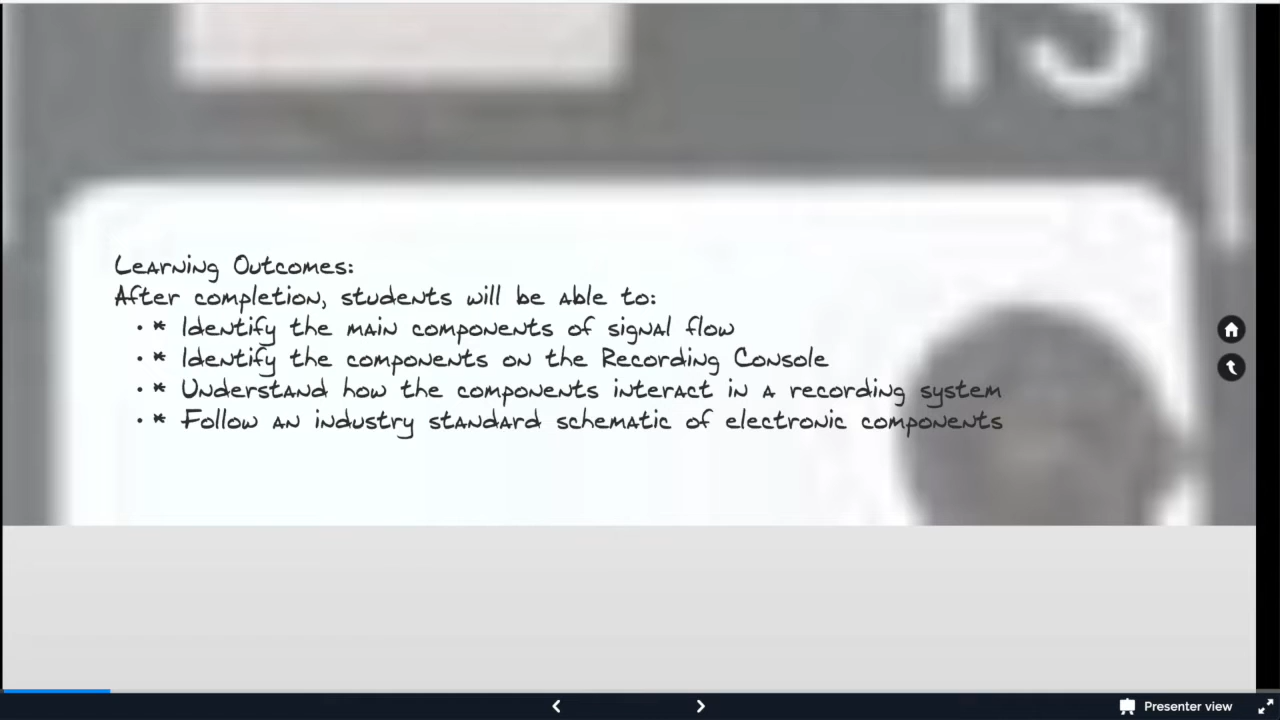 15
Learning Outcomes:
After completion, students will be able to:
• * Identify the main components of signal flow
• * Identify the components on the Recording Console
• * Understand how the components interact in a recording system
• * Follow an industry standard schematic of electronic components
Presenter view